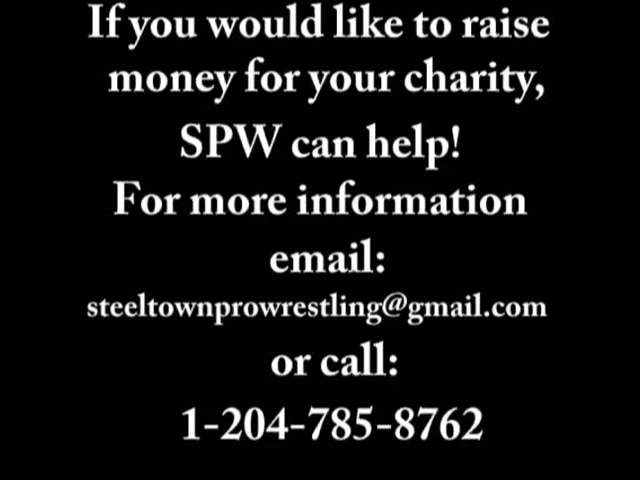 If you would like to raise
money for your charity,
SPW can help!
For more information
email:
steeltownprowrestling@gmail.com
or call:
1-204-785-8762